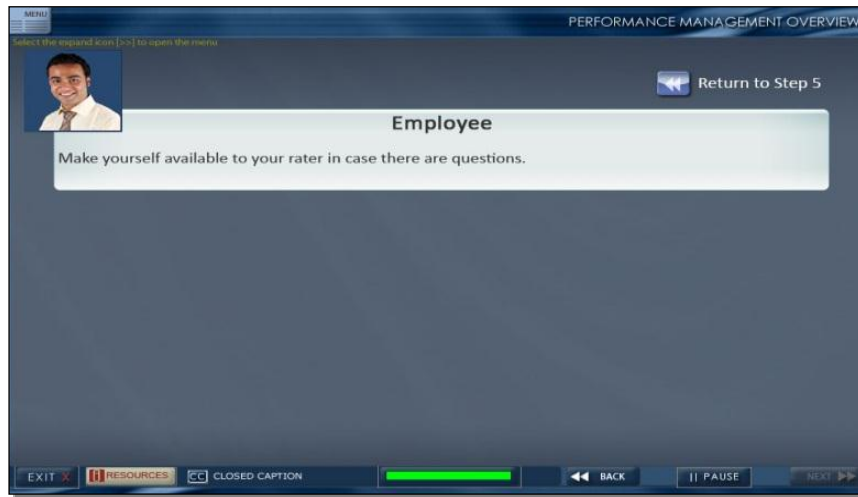 MENU
PERFORMANCE MANAGEMENT OVERVIEW
Select the expand icon [>>] to open the menu
Return to Step 5
Employee
Make yourself available to your rater in case there are questions.
EXIT X
RESOURCES
CC CLOSED CAPTION
BACK
PAUSE
NEXT